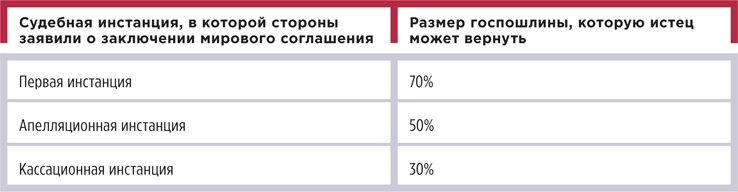 Судебная инстанция, в которой стороны
заявили о заключении мирового соглашения
Размер госпошлины, которую истец
может вернуть
Первая инстанция
70%
Апелляционная инстанция
50%
Кассационная инстанция
30%